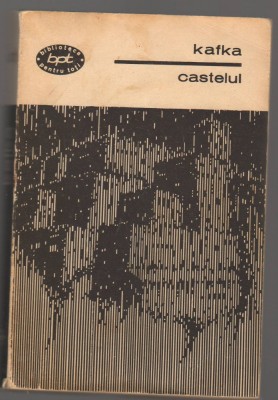 biblioteca
bpt
pentru toți
kafka
castelul